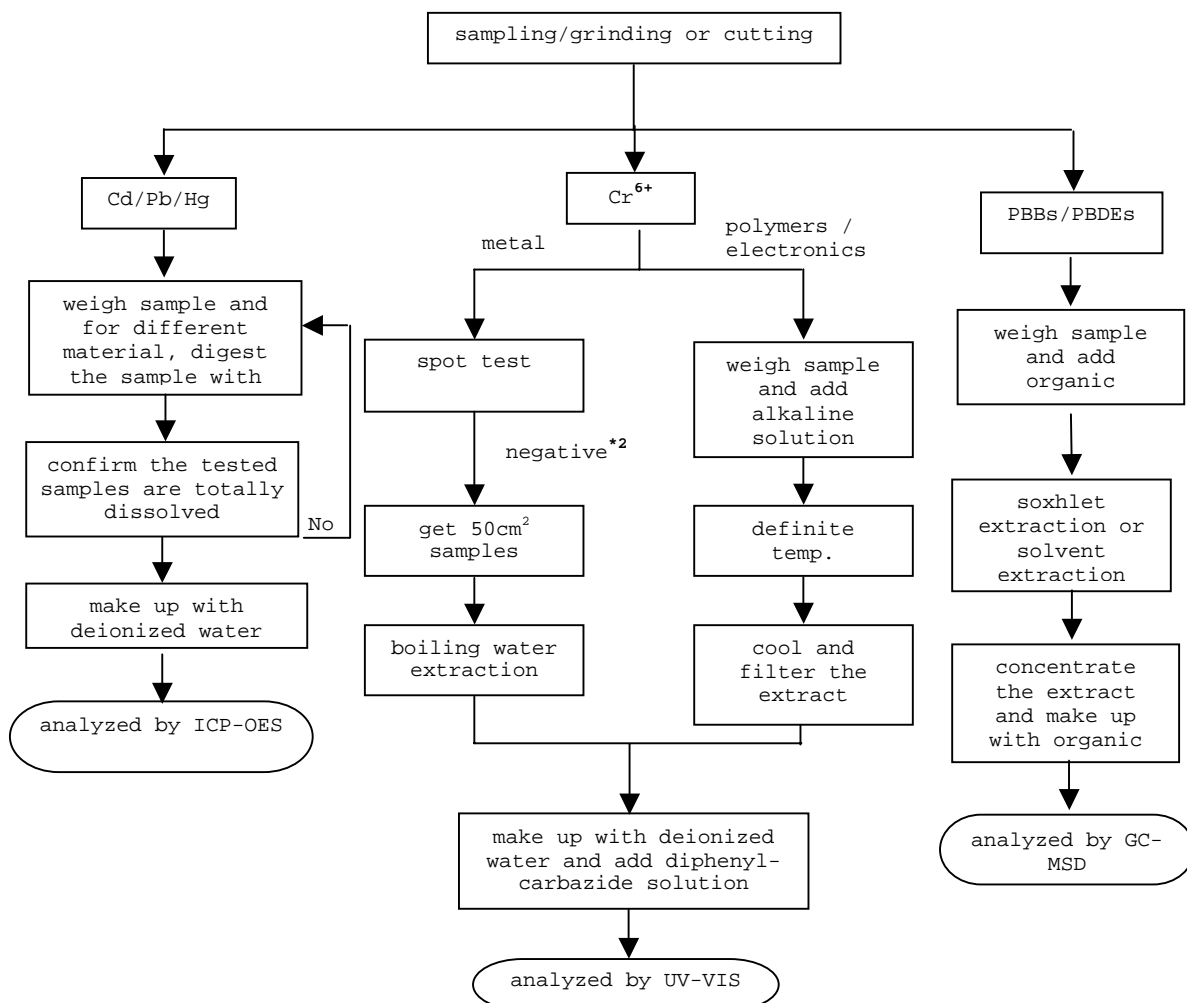 sampling/grinding or cutting
Cd/Pb/Hg
Cr6+
PBBs/PBDEs
metal
polymers /
electronics
weigh sample and
for different
material, digest
the sample with
spot test
weigh sample
and add
alkaline
solution
weigh sample
and add
organic
confirm the tested
samples are totally
dissolved
No
negative*2
get 50cm2
samples
definite
temp.
soxhlet
extraction or
solvent
extraction
make up with
deionized water
boiling water
extraction
cool and
filter the
extract
concentrate
the extract
and make up
with organic
analyzed by ICP-OES
make up with deionized
water and add diphenyl-
carbazide solution
analyzed by GC-
MSD
analyzed by UV-VIS